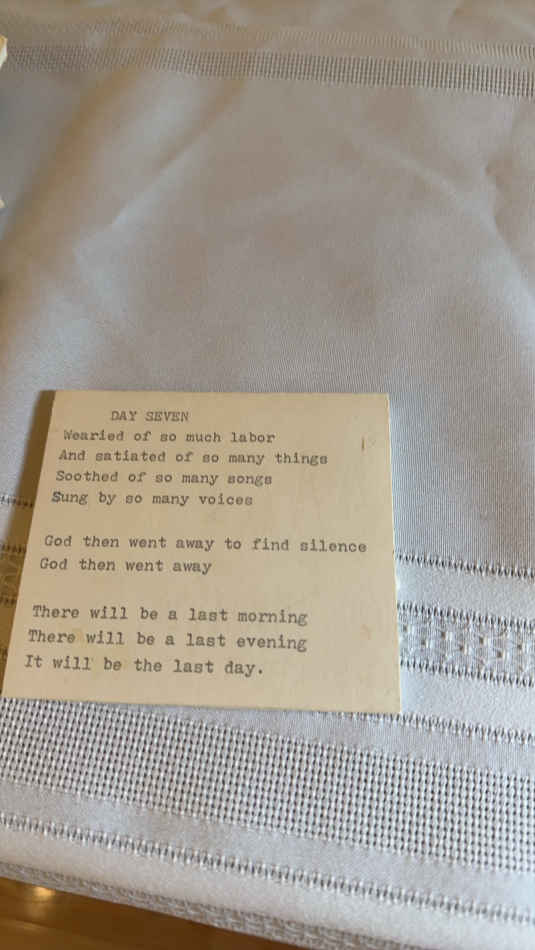 DAY SEVEN
Wearied of so much labor
And satiated of so many things
Soothed of so many songs
Sung by so many voices
God then went away to find silence
God then went away
There will be a last morning
There will be a last evening
It will be the last day.